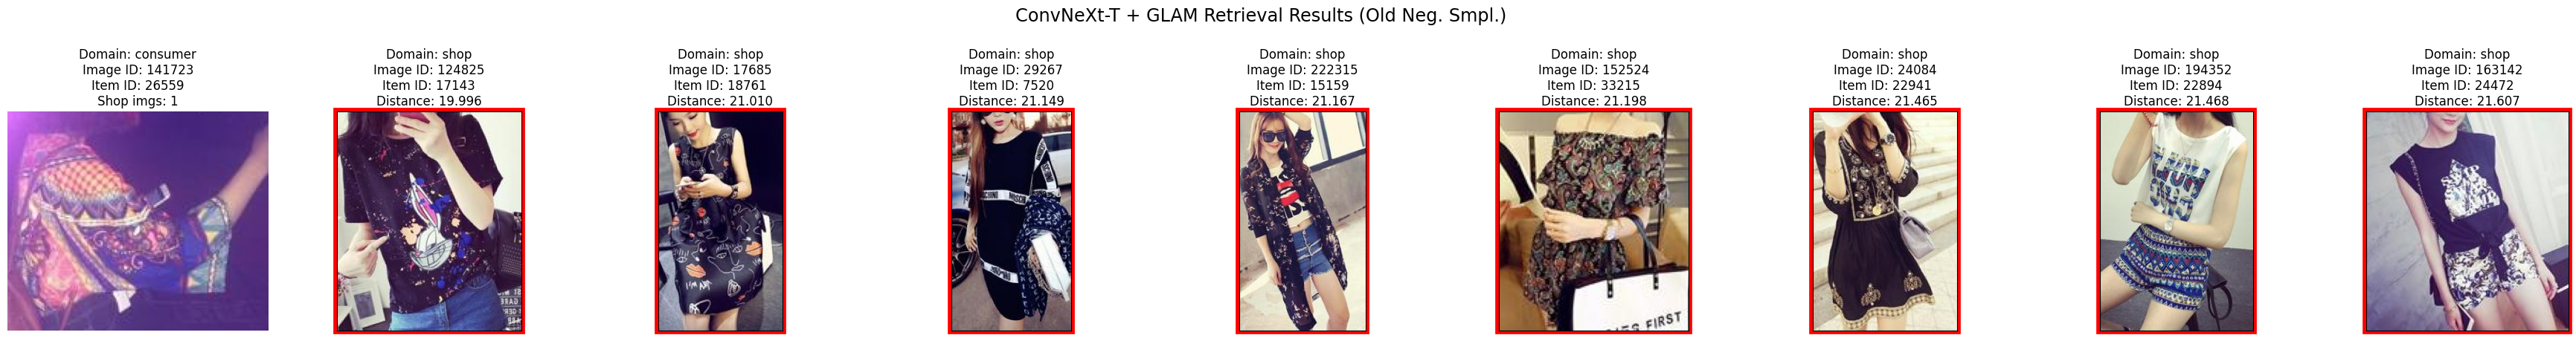 ConvNeXt-T + GLAM Retrieval Results (Old Neg. Smpl.)
Domain: consumer
Image ID: 141723
Item ID: 26559
Shop imgs: 1
Domain: shop
Image ID: 124825
Item ID: 17143
Distance: 19.996
Domain: shop
Image ID: 17685
Item ID: 18761
Distance: 21.010
Domain: shop
Image ID: 29267
Item ID: 7520
Distance: 21.149
Domain: shop
Image ID: 222315
Item ID: 15159
Distance: 21.167
Domain: shop
Image ID: 152524
Item ID: 33215
Distance: 21.198
Domain: shop
Image ID: 24084
Item ID: 22941
Distance: 21.465
Domain: shop
Image ID: 194352
Item ID: 22894
Distance: 21.468
Domain: shop
Image ID: 163142
Item ID: 24472
Distance: 21.607
FIRST